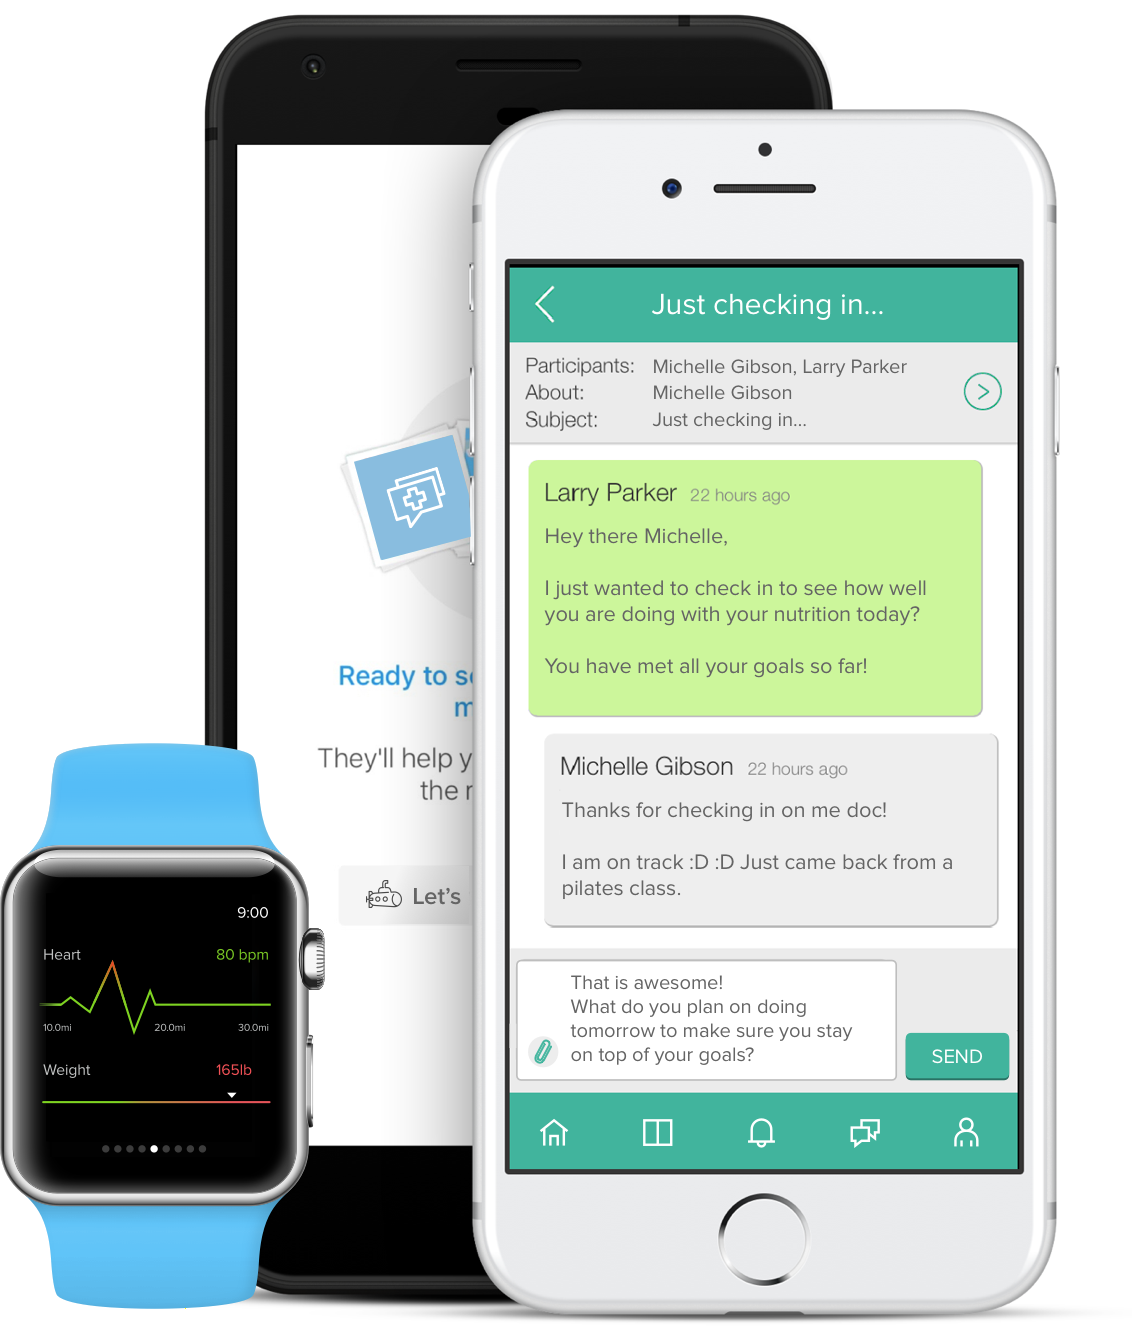 Just checking in...
Participants: Michelle Gibson, Larry Parker
About: Michelle Gibson
Subject: Just checking in...
Larry Parker 22 hours ago
Hey there Michelle,
I just wanted to check in to see how well
you are doing with your nutrition today?
You have met all your goals so far!
Michelle Gibson 22 hours ago
Thanks for checking in on me doc!
I am on track :D :D Just came back from a
pilates class.
That is awesome!
What do you plan on doing
tomorrow to make sure you stay
on top of your goals?
SEND
Ready to
They'll help
the
Let's
9:00
Heart 80 bpm
10.0mi 20.0mi 30.0mi
Weight 165lb